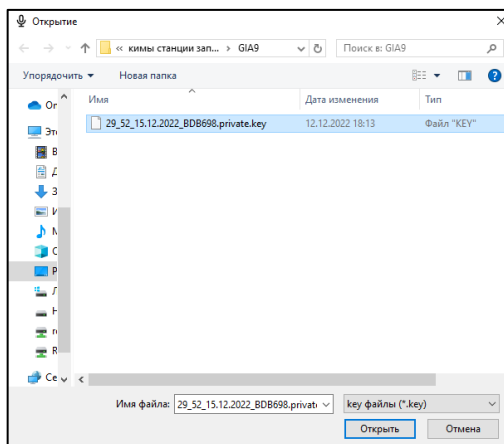 Открытие
« кимы станции зап... > GIA9
Поиск в: GIA9
Упорядочить
Новая папка
Имя
Дата изменения
Тип
29_52_15.12.2022_BDB698.private.key
12.12.2022 18:13
Файл "KEY"
Имя файла:
29_52_15.12.2022_BDB698.privat
key файлы (*.key)
Открыть
Отмена